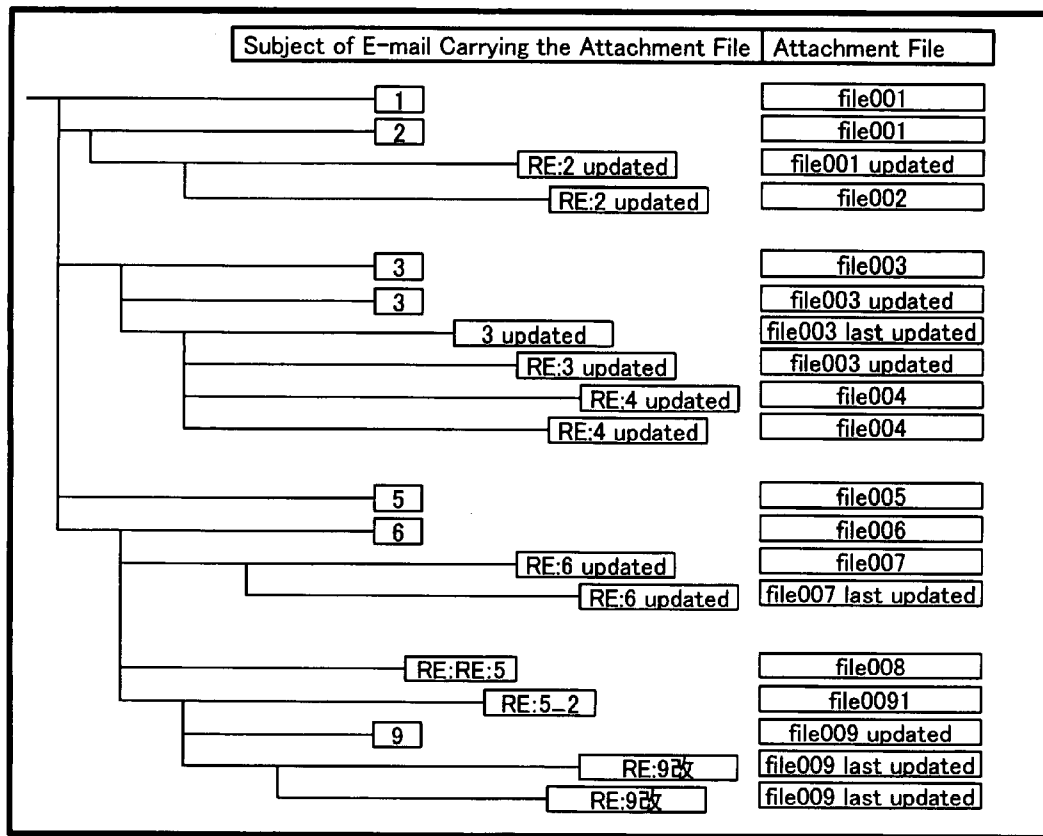 Subject of E-mail Carrying the Attachment File Attachment File
1 file001
2 file001
RE:2 updated file001 updated
RE:2 updated file002
3 file003
3 file003 updated
3 updated file003 last updated
RE:3 updated file003 updated
RE:4 updated file004
RE:4 updated file004
5 file005
6 file006
RE:6 updated file007
RE:6 updated file007 last updated
RE:RE:5 file008
RE:5_2 file0091
9 file009 updated
RE:9改 file009 last updated
RE:9改 file009 last updated